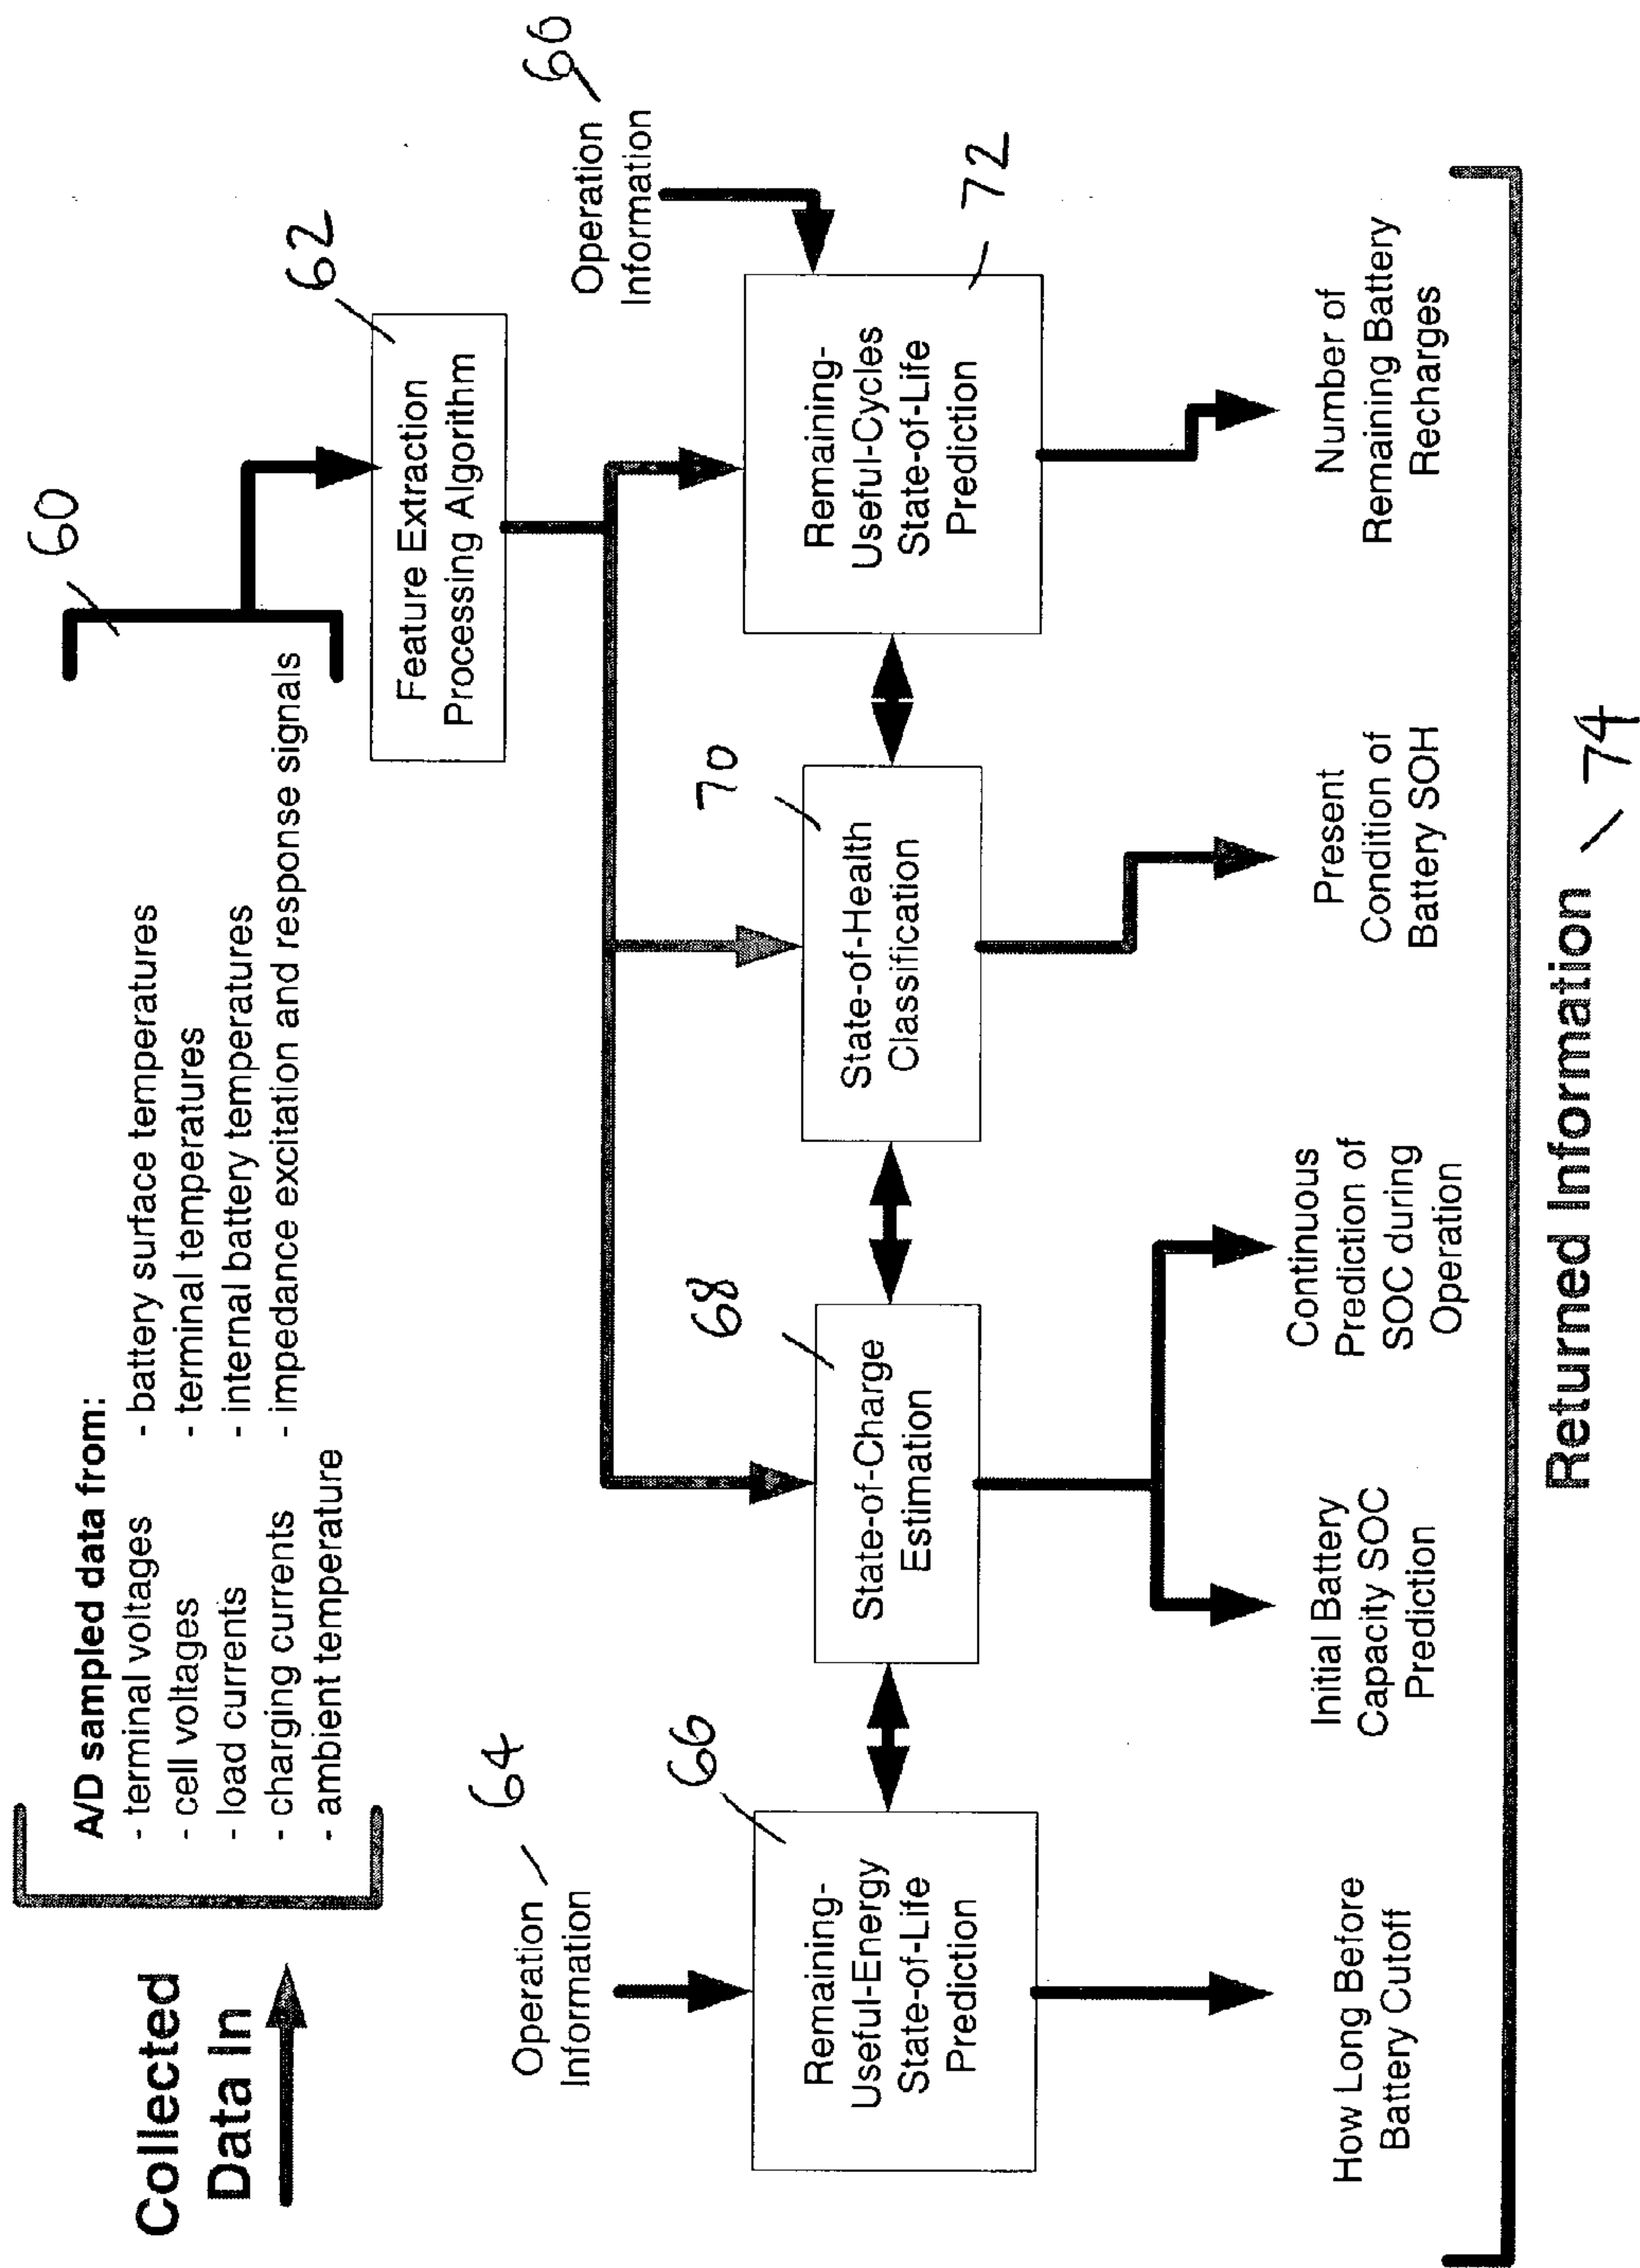 Collected
Data In
A/D sampled data from:
- terminal voltages
- cell voltages
- load currents
- charging currents
- ambient temperature
- battery surface temperatures
- terminal temperatures
- internal battery temperatures
- impedance excitation and response signals
60
62
Feature Extraction
Processing Algorithm
Operation
Information
64
Operation
Information
66
66
Remaining-
Useful-Energy
State-of-Life
Prediction
68
State-of-Charge
Estimation
70
State-of-Health
Classification
72
Remaining-
Useful-Cycles
State-of-Life
Prediction
How Long Before
Battery Cutoff
Initial Battery
Capacity SOC
Prediction
Continuous
Prediction of
SOC during
Operation
Present
Condition of
Battery SOH
Number of
Remaining Battery
Recharges
Returned Information
74